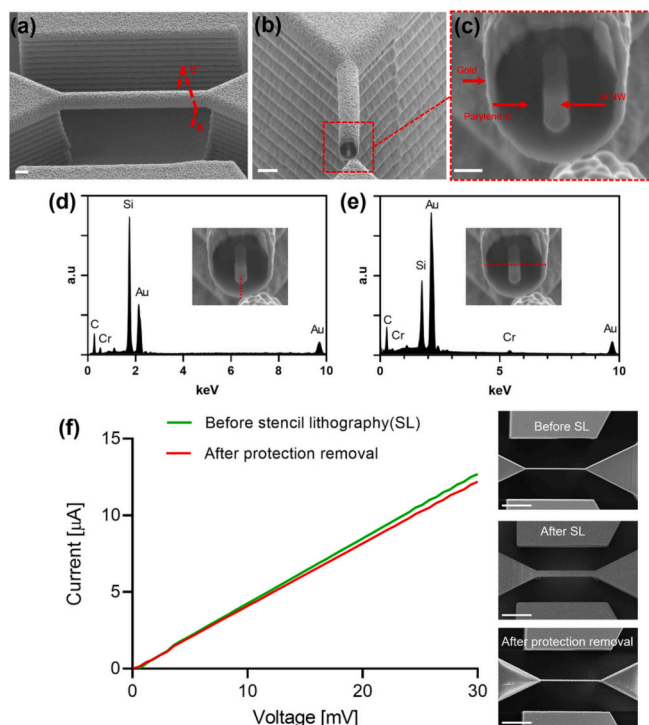 (a)
(b)
(c)
Gold
Parylene C
(d)
(e)
Si
Au
C
Cr
Au
a.u
0 2 4 6 8 10
keV
Au
Si
C
Cr
Cr
Au
a.u
0 5 10
keV
(f)
Before stencil lithography(SL)
After protection removal
Current [µA]
15
10
5
0
0 10 20 30
Voltage [mV]
Before SL
After SL
After protection removal